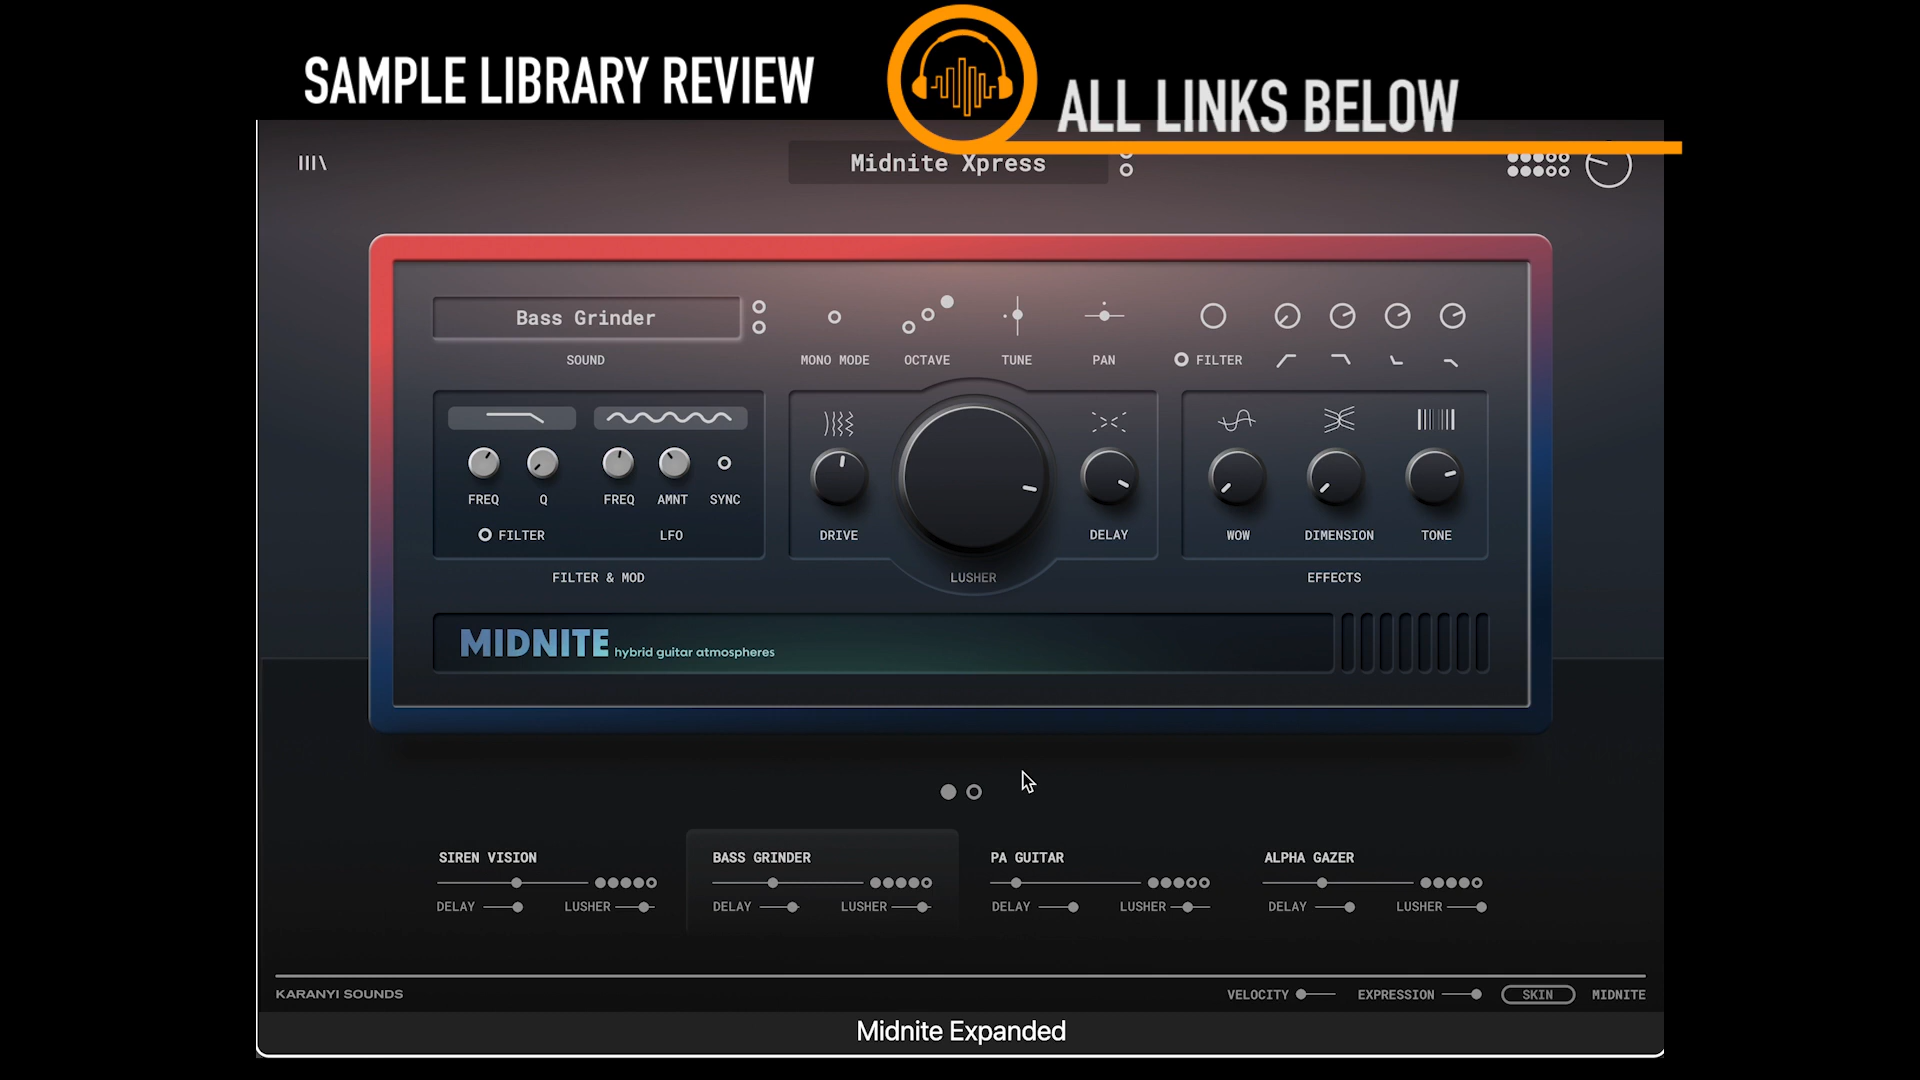 SAMPLE LIBRARY REVIEW
ALL LINKS BELOW
Midnite Xpress
Bass Grinder
SOUND
MONO MODE OCTAVE TUNE PAN FILTER
FREQ Q FREQ AMNT SYNC
FILTER LFO
DRIVE DELAY WOW DIMENSION TONE
FILTER & MOD LUSHER EFFECTS
MIDNITE hybrid guitar atmospheres
SIREN VISION BASS GRINDER PA GUITAR ALPHA GAZER
DELAY LUSHER DELAY LUSHER DELAY LUSHER DELAY LUSHER
KARANYI SOUNDS VELOCITY EXPRESSION SKIN MIDNITE
Midnite Expanded